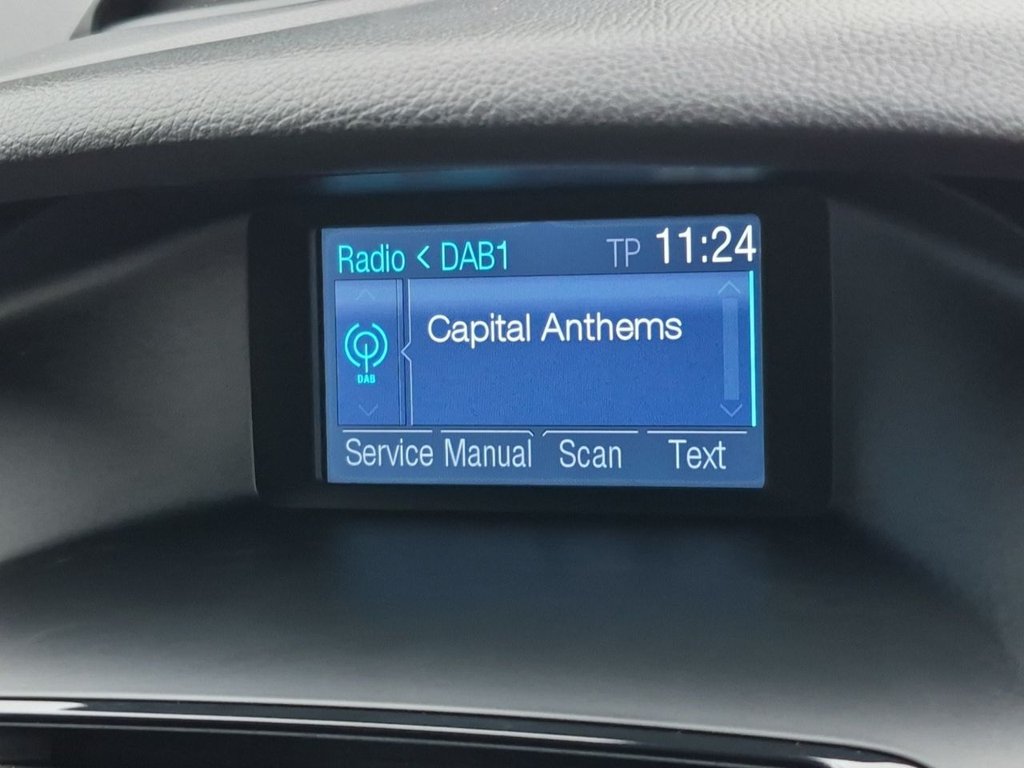 Radio < DAB1 TP 11:24
Capital Anthems
DAB
Service Manual Scan Text